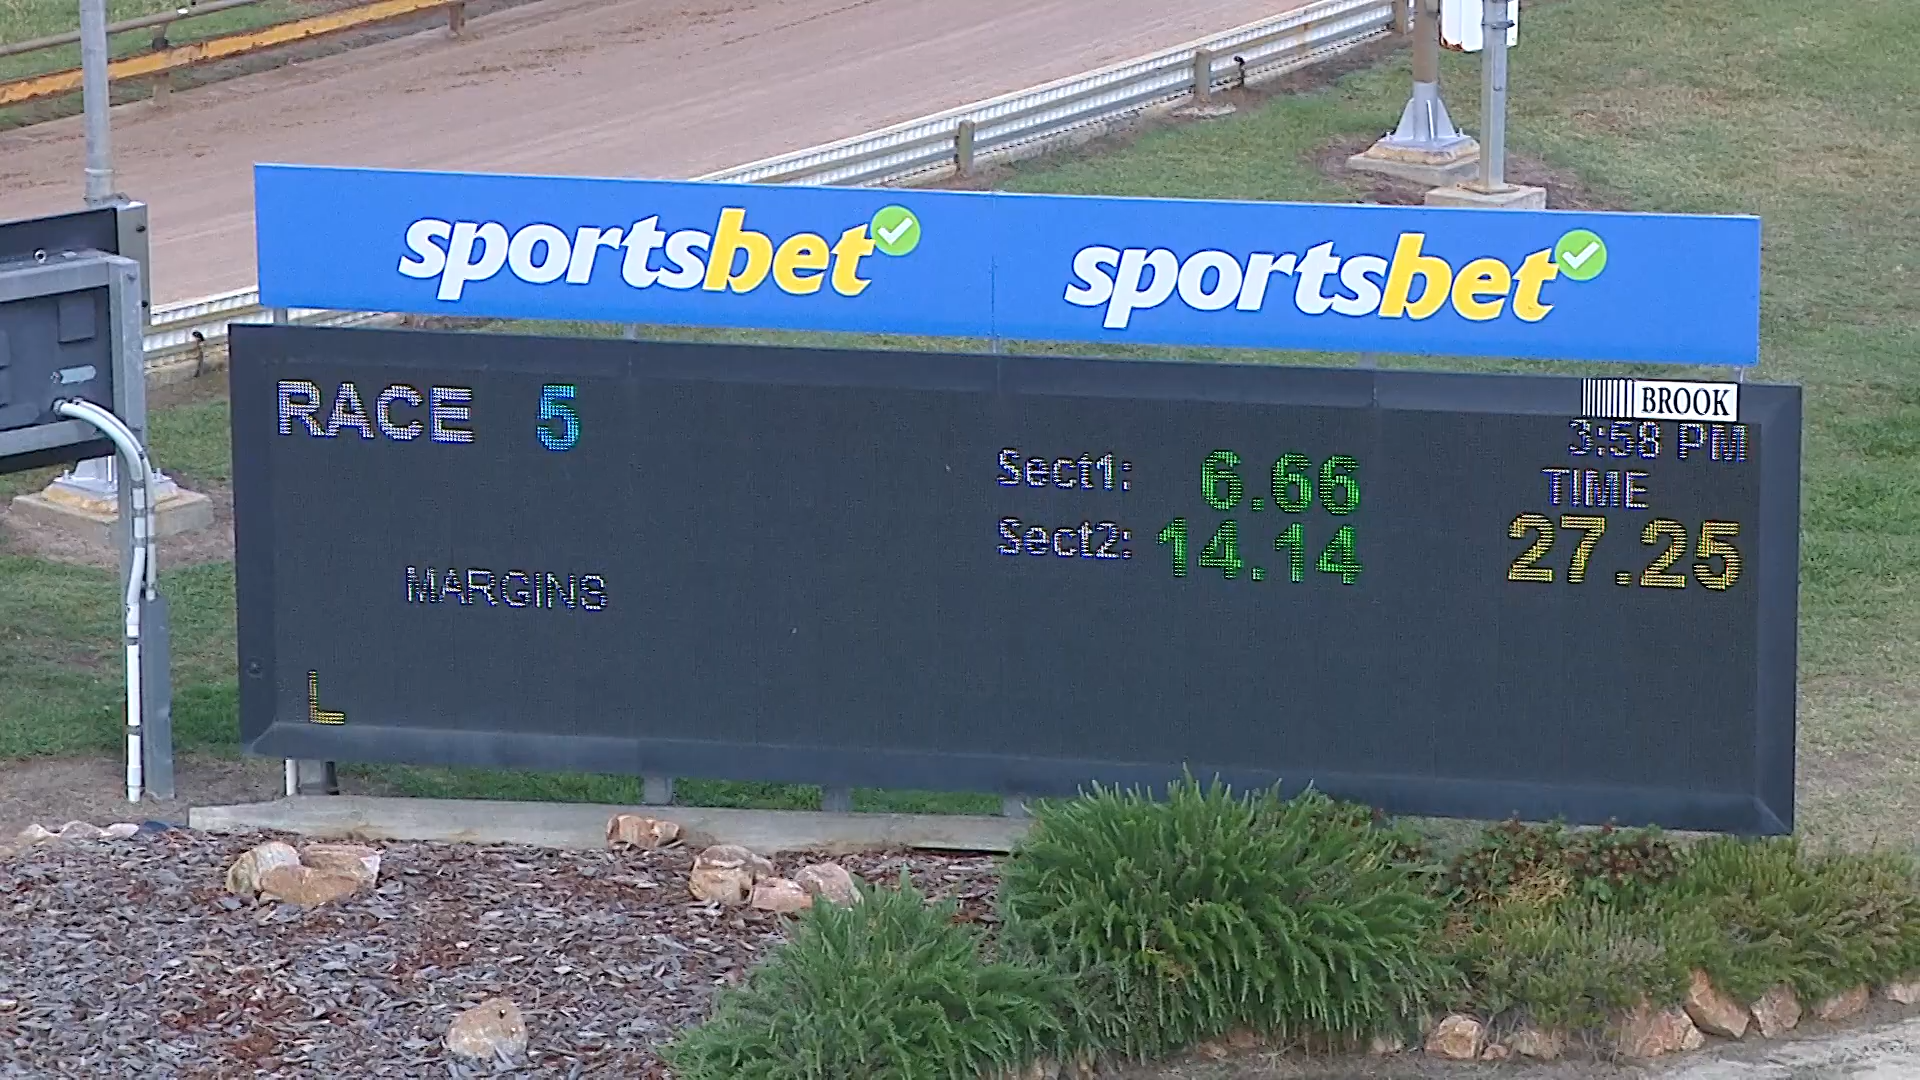 sportsbet sportsbet
BROOK
RACE 5
3:58 PM
Sect1: 6.66
TIME
Sect2: 14.14
27.25
MARGINS
L